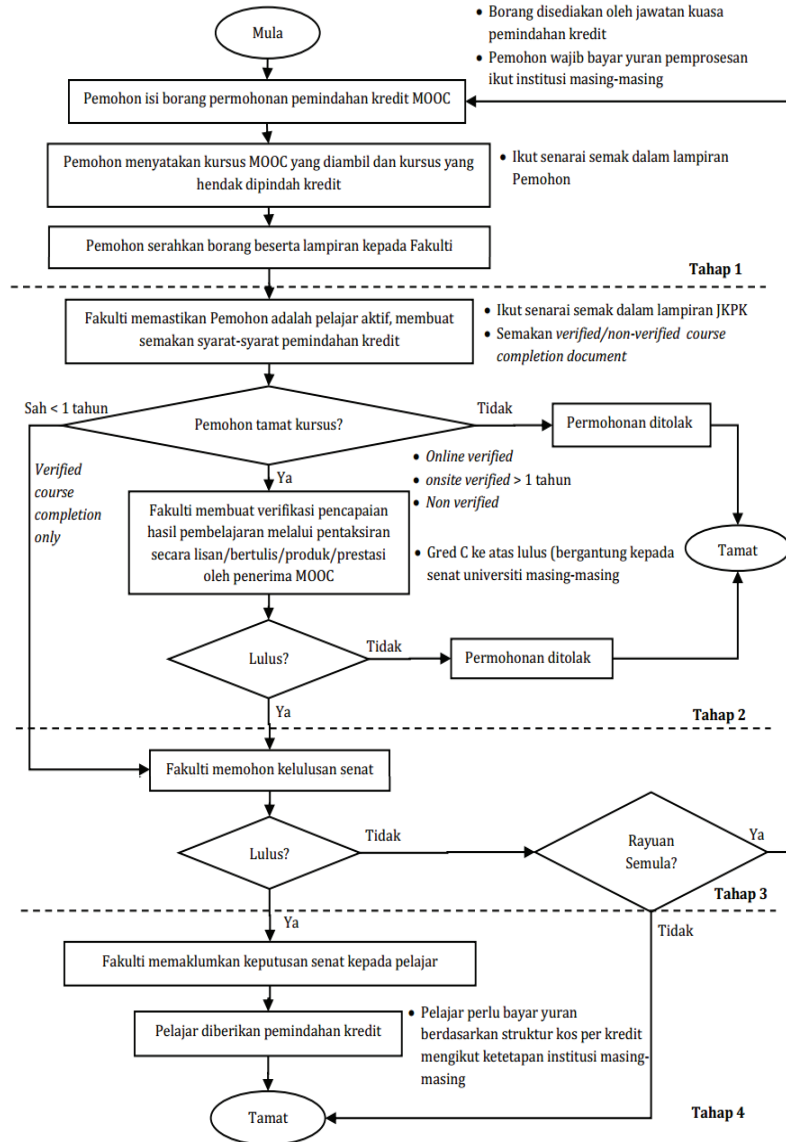 Mula
• Borang disediakan oleh jawatan kuasa
pemindahan kredit
• Pemohon wajib bayar yuran pemprosesan
ikut institusi masing-masing
Pemohon isi borang permohonan pemindahan kredit MOOC
Pemohon menyatakan kursus MOOC yang diambil dan kursus yang
hendak dipindah kredit
• Ikut senarai semak dalam lampiran
Pemohon
Pemohon serahkan borang beserta lampiran kepada Fakulti
Tahap 1
Fakulti memastikan Pemohon adalah pelajar aktif, membuat
semakan syarat-syarat pemindahan kredit
• Ikut senarai semak dalam lampiran JKPK
• Semakan verified/non-verified course
completion document
Sah < 1 tahun
Pemohon tamat kursus?
Tidak
Permohonan ditolak
Verified
course
completion
only
Ya
• Online verified
• onsite verified > 1 tahun
• Non verified
Fakulti membuat verifikasi pencapaian
hasil pembelajaran melalui pentaksiran
secara lisan/bertulis/produk/prestasi
oleh penerima MOOC
• Gred C ke atas lulus (bergantung kepada
senat universiti masing-masing
Tamat
Lulus?
Tidak
Permohonan ditolak
Ya
Tahap 2
Fakulti memohon kelulusan senat
Lulus?
Tidak
Rayuan
Semula?
Ya
Tahap 3
Ya
Tidak
Fakulti memaklumkan keputusan senat kepada pelajar
Pelajar diberikan pemindahan kredit
• Pelajar perlu bayar yuran
berdasarkan struktur kos per kredit
mengikut ketetapan institusi masing-
masing
Tamat
Tahap 4